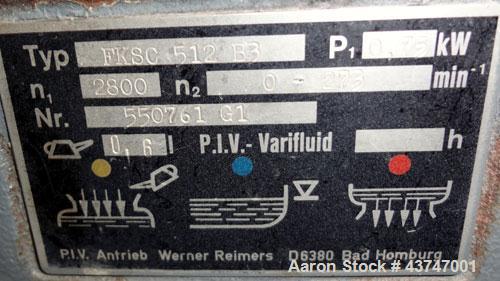 Typ FKSC 512 B3 P1 0,75 kW
n1 2800 n2 0 - 273 min-1
Nr. 550761 G1
0,6 l P.I.V.-Varifluid h
P.I.V. Antrieb Werner Reimers D6380 Bad Homburg
Aaron Stock # 43747001